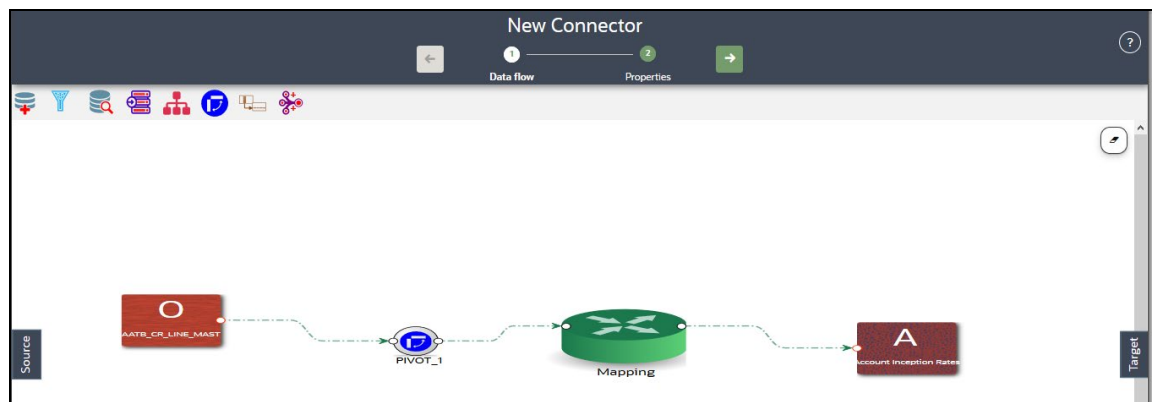 New Connector
1
2
?
Data flow
Properties
O
AATB_CR_LINE_MAST
PIVOT_1
Mapping
A
Account Inception Rates
Source
Target